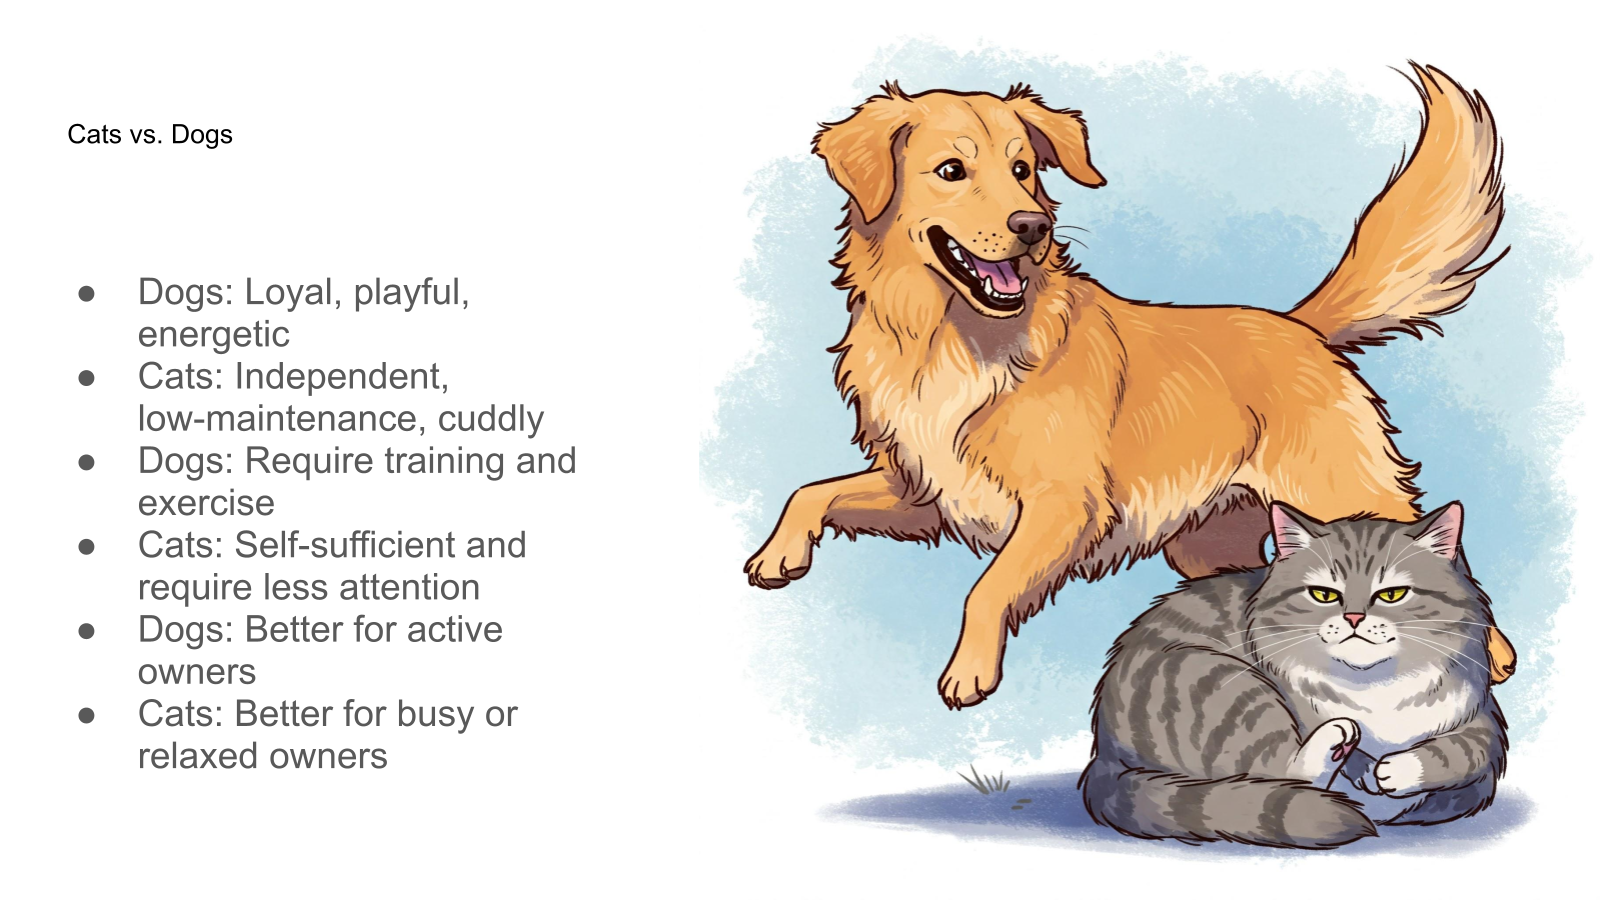 Cats vs. Dogs
● Dogs: Loyal, playful,
energetic
● Cats: Independent,
low-maintenance, cuddly
● Dogs: Require training and
exercise
● Cats: Self-sufficient and
require less attention
● Dogs: Better for active
owners
● Cats: Better for busy or
relaxed owners